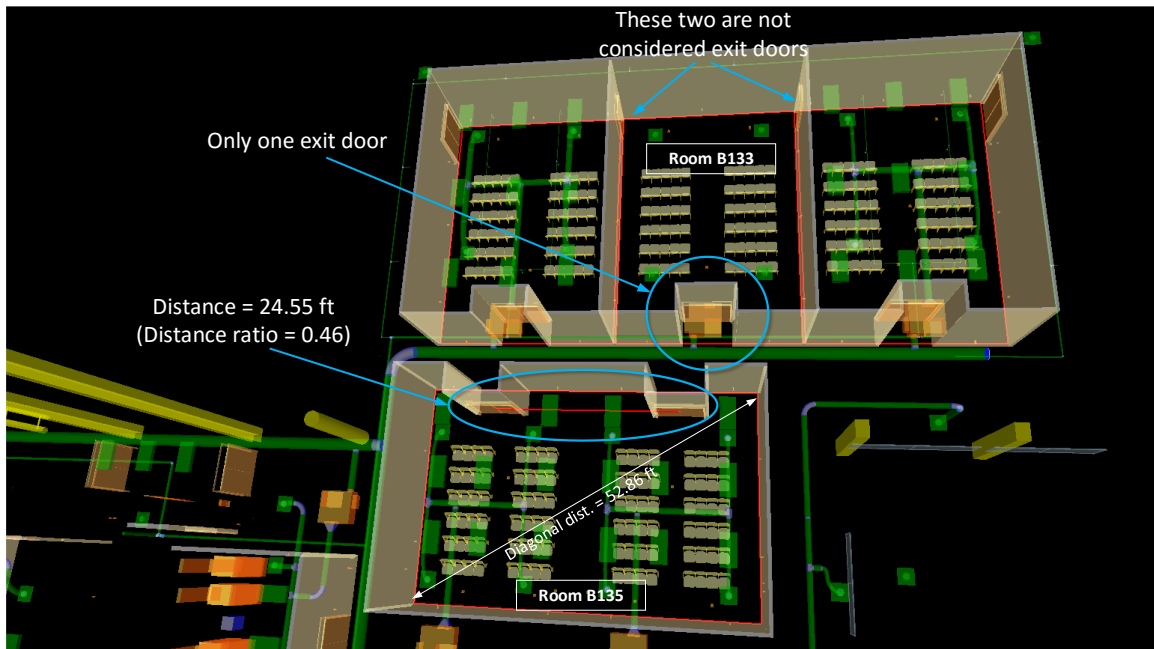 These two are not
considered exit doors
Only one exit door
Room B133
Distance = 24.55 ft
(Distance ratio = 0.46)
Diagonal dist. = 52.86 ft
Room B135